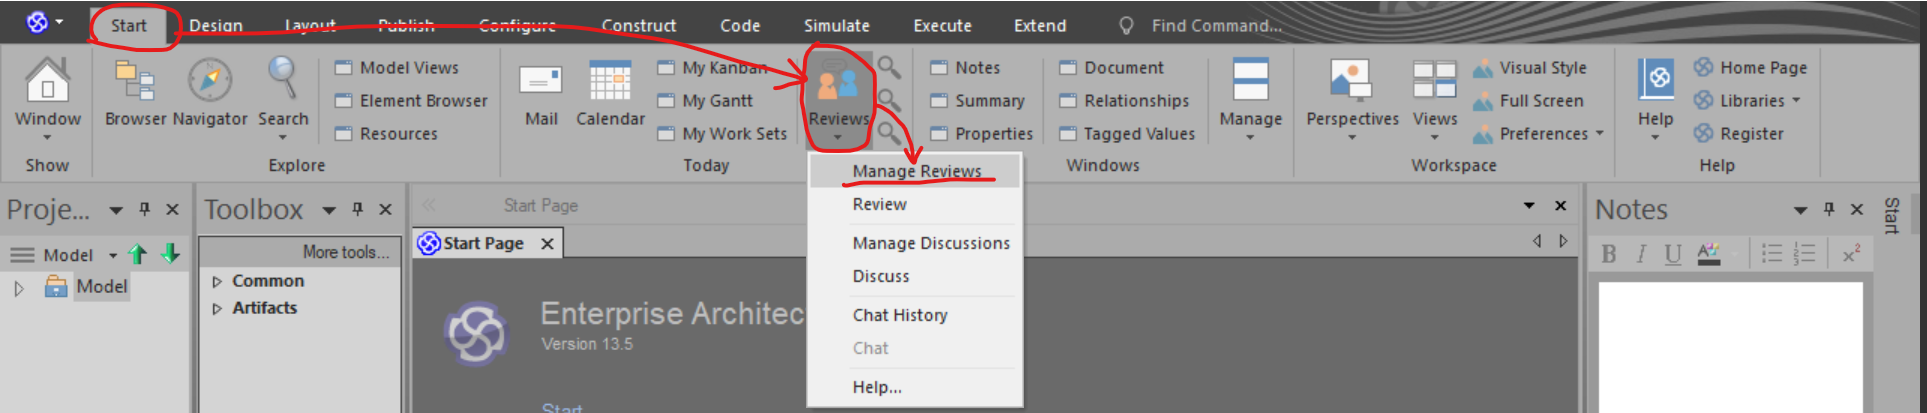 Start Design Layout Publish Configure Construct Code Simulate Execute Extend Find Command...
Model Views My Kanban Notes Document Visual Style Home Page
Element Browser My Gantt Summary Relationships Full Screen Libraries
Window Browser Navigator Search Mail Calendar Reviews Manage Perspectives Views Help
Resources My Work Sets Properties Tagged Values Preferences Register
Show Explore Today Windows Workspace Help
Manage Reviews
Review
Manage Discussions
Discuss
Chat History
Chat
Help...
Proje... Toolbox Start Page Notes Start
Model More tools... Start Page B I U x²
Model Common
Artifacts
Enterprise Architec
Version 13.5
Start